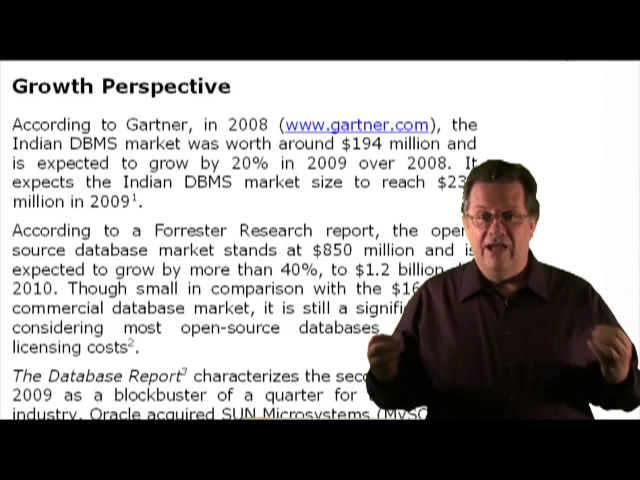 Growth Perspective
According to Gartner, in 2008 (www.gartner.com), the
Indian DBMS market was worth around $194 million and
is expected to grow by 20% in 2009 over 2008. It
expects the Indian DBMS market size to reach
million in 2009¹.
According to a Forrester Research report, the open
source database market stands at $850 million and is
expected to grow by more than 40%, to $1.2 billion
2010. Though small in comparison with the
commercial database market, it is still a
considering most open-source databases
licensing costs².
The Database Report³ characterizes the
2009 as a blockbuster of a quarter for
industry. Oracle acquired SUN Microsystems